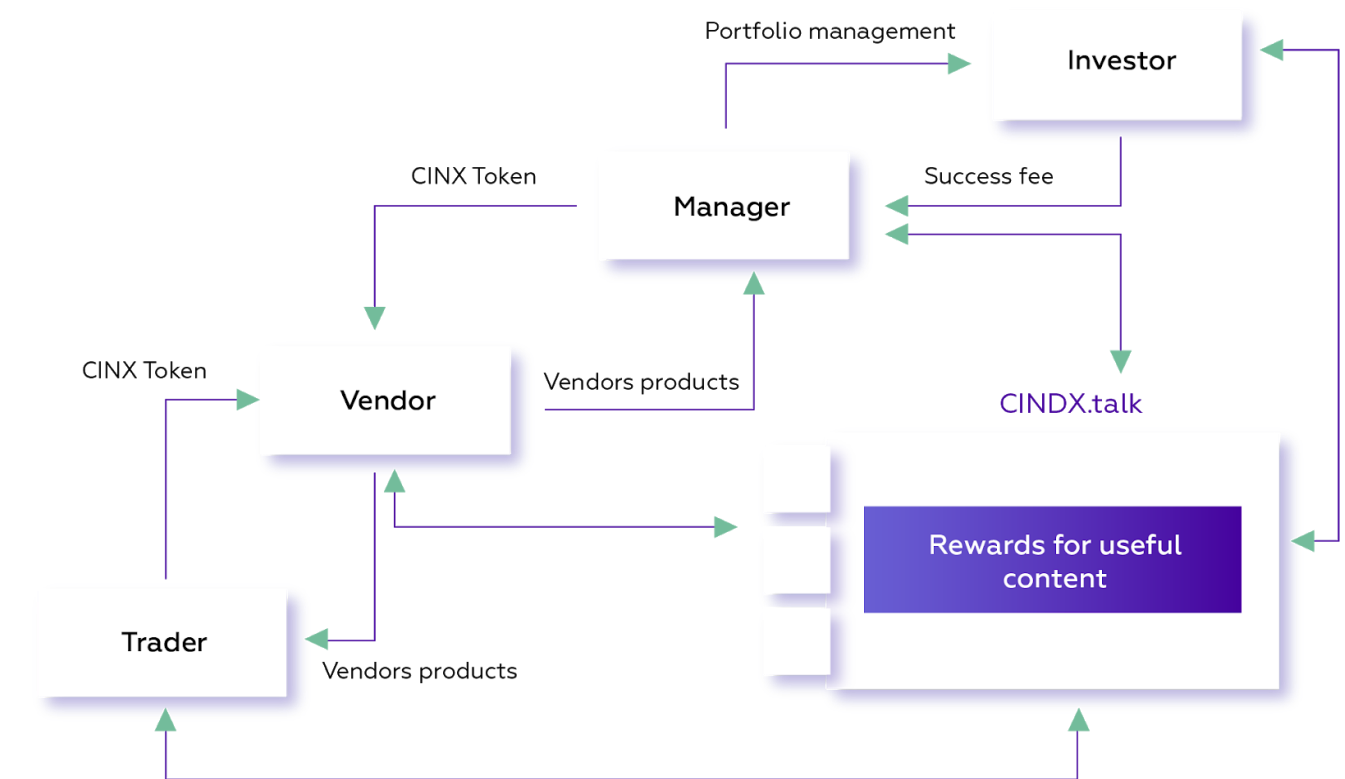 Portfolio management
Investor
CINX Token
Success fee
Manager
CINX Token
Vendors products
Vendor
CINDX.talk
Rewards for useful
content
Trader
Vendors products